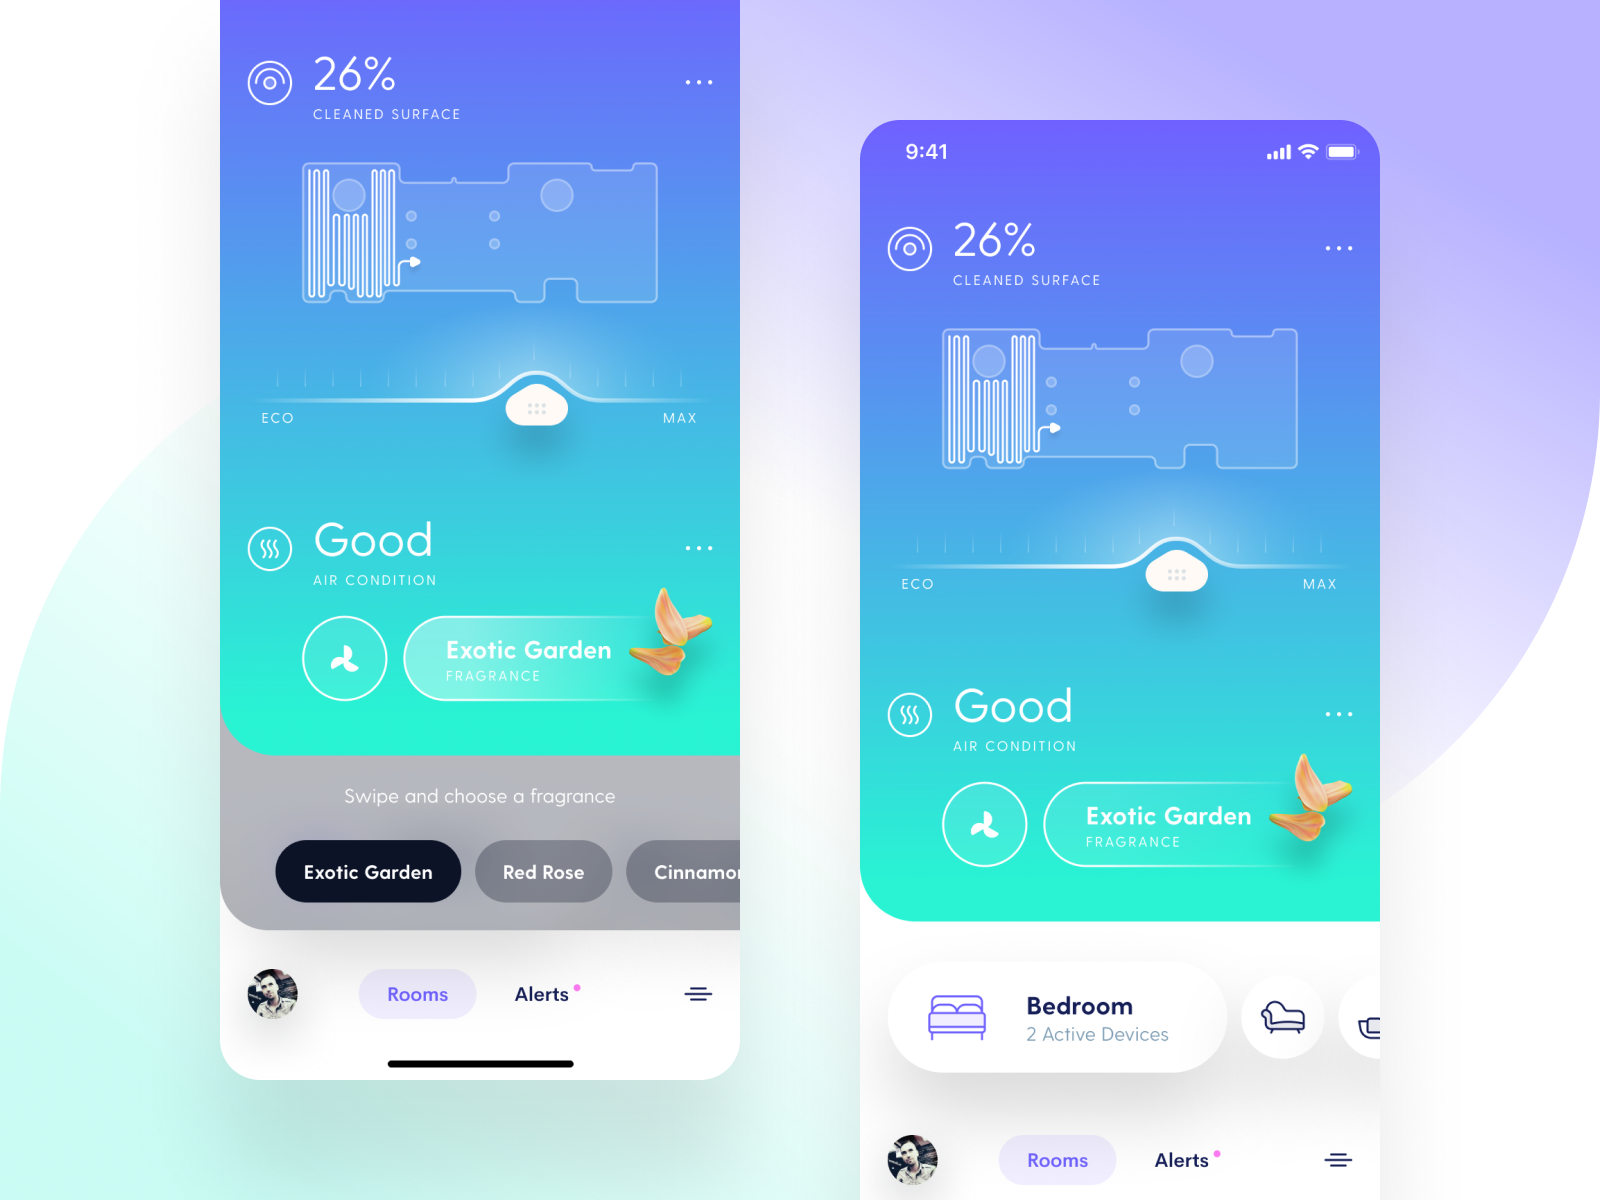 26%
CLEANED SURFACE
ECO
MAX
Good
AIR CONDITION
Exotic Garden
FRAGRANCE
Swipe and choose a fragrance
Exotic Garden
Red Rose
Cinnamon
Rooms
Alerts
9:41
26%
CLEANED SURFACE
ECO
MAX
Good
AIR CONDITION
Exotic Garden
FRAGRANCE
Bedroom
2 Active Devices
Rooms
Alerts